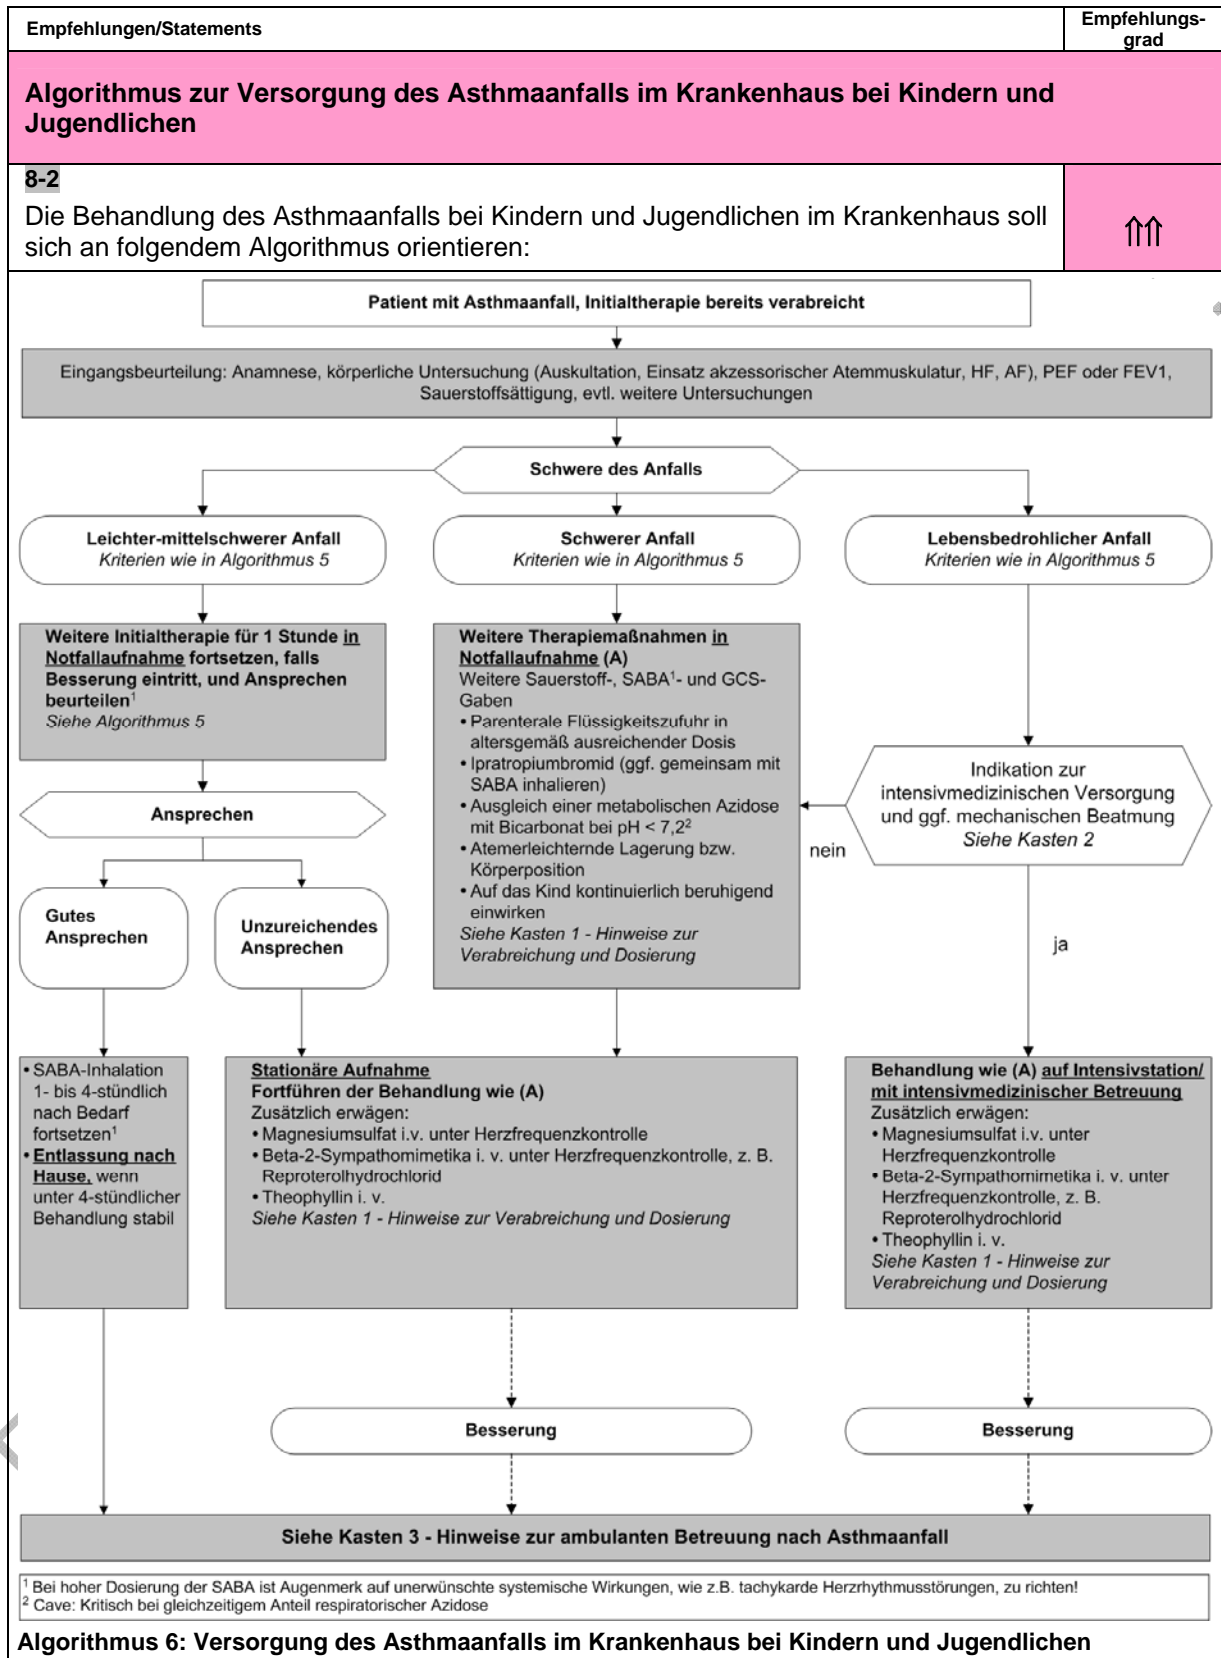 Empfehlungen/Statements
Empfehlungs-
grad
Algorithmus zur Versorgung des Asthmaanfalls im Krankenhaus bei Kindern und
Jugendlichen
8-2
Die Behandlung des Asthmaanfalls bei Kindern und Jugendlichen im Krankenhaus soll
sich an folgendem Algorithmus orientieren:
⇑⇑
Patient mit Asthmaanfall, Initialtherapie bereits verabreicht
Eingangsbeurteilung: Anamnese, körperliche Untersuchung (Auskultation, Einsatz akzessorischer Atemmuskulatur, HF, AF), PEF oder FEV1,
Sauerstoffsättigung, evtl. weitere Untersuchungen
Schwere des Anfalls
Leichter-mittelschwerer Anfall
Kriterien wie in Algorithmus 5
Schwerer Anfall
Kriterien wie in Algorithmus 5
Lebensbedrohlicher Anfall
Kriterien wie in Algorithmus 5
Weitere Initialtherapie für 1 Stunde in
Notfallaufnahme fortsetzen, falls
Besserung eintritt, und Ansprechen
beurteilen¹
Siehe Algorithmus 5
Weitere Therapiemaßnahmen in
Notfallaufnahme (A)
Weitere Sauerstoff-, SABA¹- und GCS-
Gaben
• Parenterale Flüssigkeitszufuhr in
altersgemäß ausreichender Dosis
• Ipratropiumbromid (ggf. gemeinsam mit
SABA inhalieren)
• Ausgleich einer metabolischen Azidose
mit Bicarbonat bei pH < 7,2²
• Atemerleichternde Lagerung bzw.
Körperposition
• Auf das Kind kontinuierlich beruhigend
einwirken
Siehe Kasten 1 - Hinweise zur
Verabreichung und Dosierung
Indikation zur
intensivmedizinischen Versorgung
und ggf. mechanischen Beatmung
Siehe Kasten 2
nein
ja
Ansprechen
Gutes
Ansprechen
Unzureichendes
Ansprechen
• SABA-Inhalation
1- bis 4-stündlich
nach Bedarf
fortsetzen¹
• Entlassung nach
Hause, wenn
unter 4-stündlicher
Behandlung stabil
Stationäre Aufnahme
Fortführen der Behandlung wie (A)
Zusätzlich erwägen:
• Magnesiumsulfat i.v. unter Herzfrequenzkontrolle
• Beta-2-Sympathomimetika i. v. unter Herzfrequenzkontrolle, z. B.
Reproterolhydrochlorid
• Theophyllin i. v.
Siehe Kasten 1 - Hinweise zur Verabreichung und Dosierung
Behandlung wie (A) auf Intensivstation/
mit intensivmedizinischer Betreuung
Zusätzlich erwägen:
• Magnesiumsulfat i.v. unter
Herzfrequenzkontrolle
• Beta-2-Sympathomimetika i. v. unter
Herzfrequenzkontrolle, z. B.
Reproterolhydrochlorid
• Theophyllin i. v.
Siehe Kasten 1 - Hinweise zur
Verabreichung und Dosierung
Besserung
Besserung
Siehe Kasten 3 - Hinweise zur ambulanten Betreuung nach Asthmaanfall
¹ Bei hoher Dosierung der SABA ist Augenmerk auf unerwünschte systemische Wirkungen, wie z.B. tachykarde Herzrhythmusstörungen, zu richten!
² Cave: Kritisch bei gleichzeitigem Anteil respiratorischer Azidose
Algorithmus 6: Versorgung des Asthmaanfalls im Krankenhaus bei Kindern und Jugendlichen